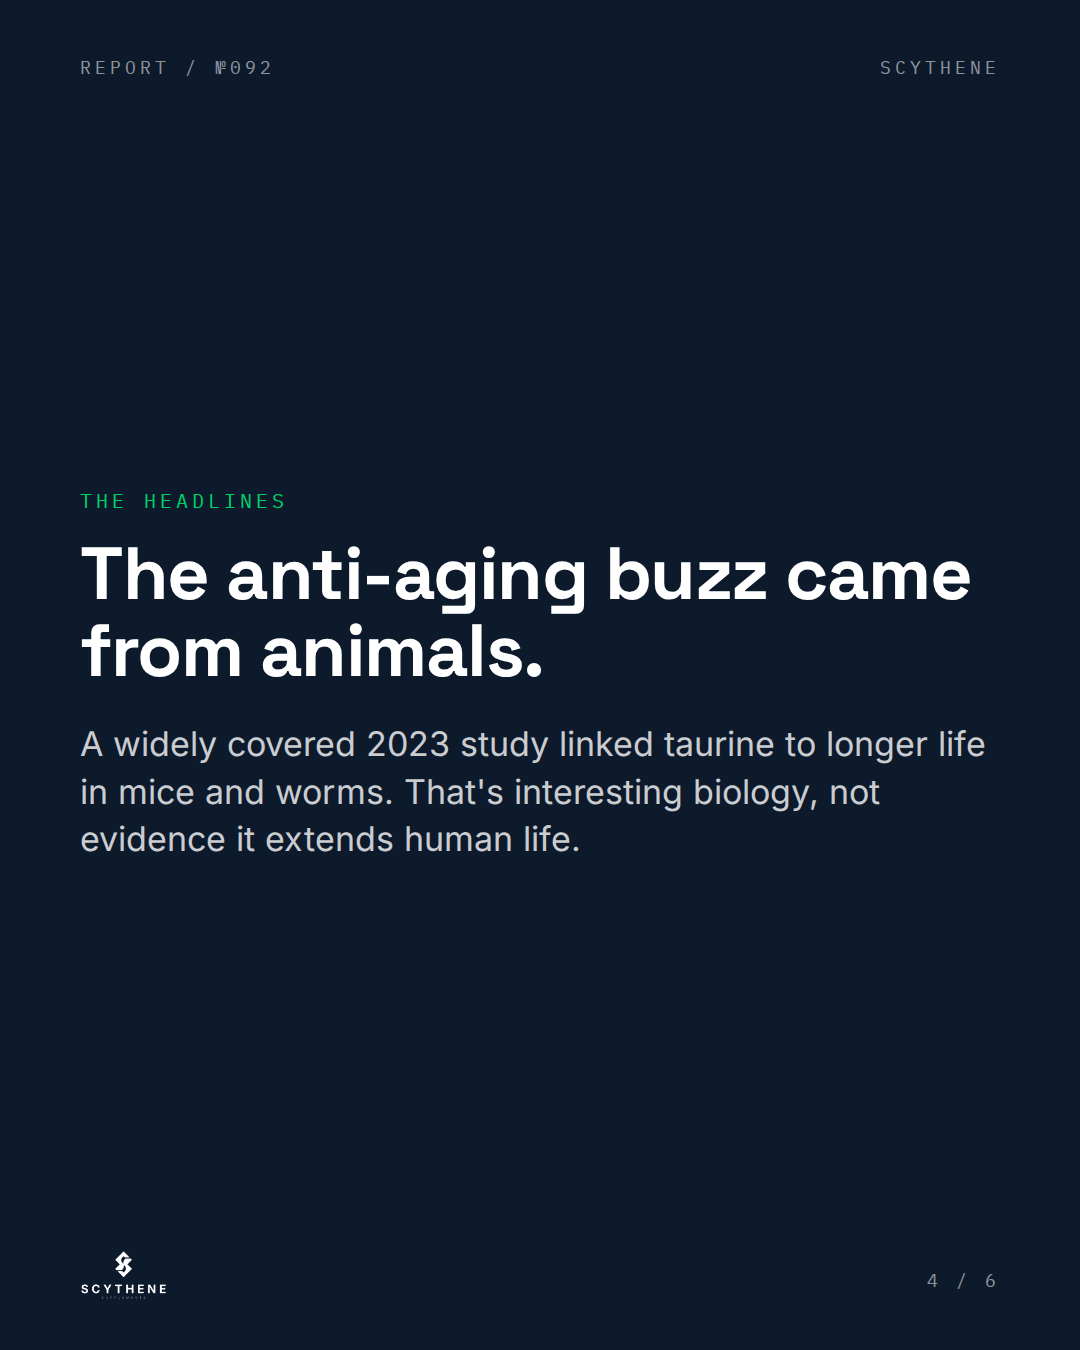 REPORT / №092
SCYTHENE
THE HEADLINES
The anti-aging buzz came
from animals.
A widely covered 2023 study linked taurine to longer life
in mice and worms. That's interesting biology, not
evidence it extends human life.
SCYTHENE
4 / 6